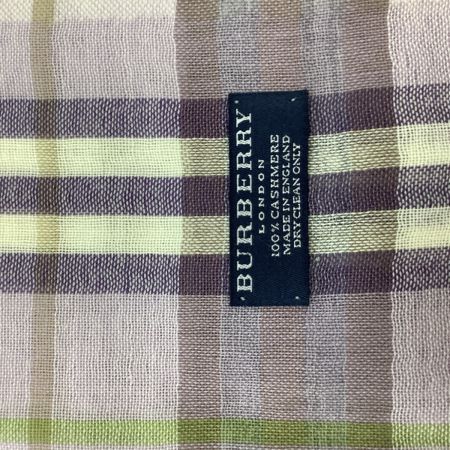 BURBERRY
LONDON
100% CASHMERE
MADE IN ENGLAND
DRY CLEAN ONLY